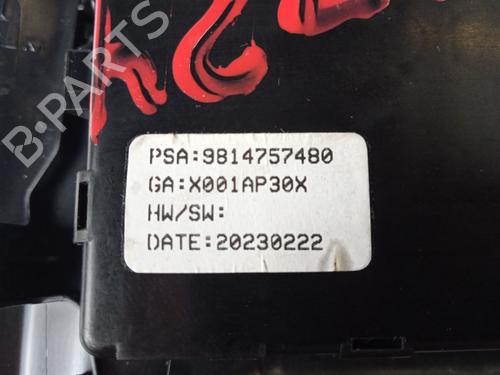 B-PARTS
PSA:9814757480
GA:X001AP30X
HW/SW:
DATE:20230222